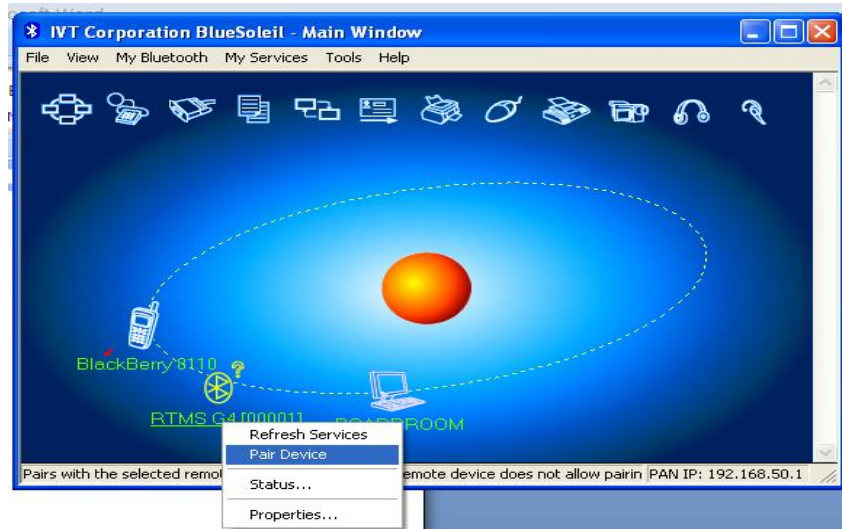 IVT Corporation BlueSoleil - Main Window
File View My Bluetooth My Services Tools Help
BlackBerry 8110
RTMS G4 [00001]
ROOM
Refresh Services
Pair Device
Pairs with the selected remot emote device does not allow pairin PAN IP: 192.168.50.1
Status...
Properties...